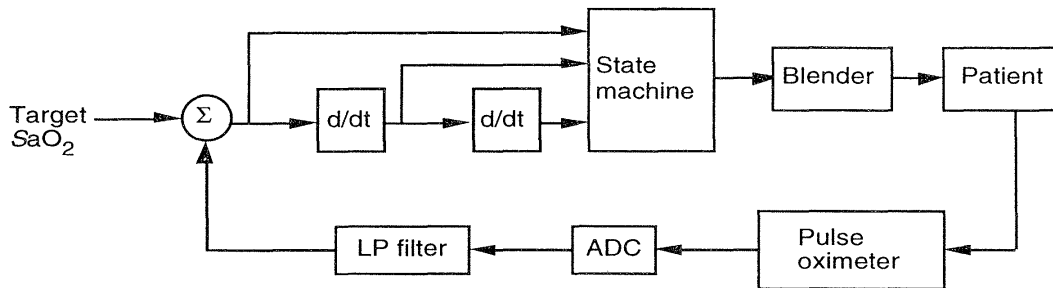 Target
SaO2
Σ
d/dt
d/dt
State
machine
Blender
Patient
LP filter
ADC
Pulse
oximeter